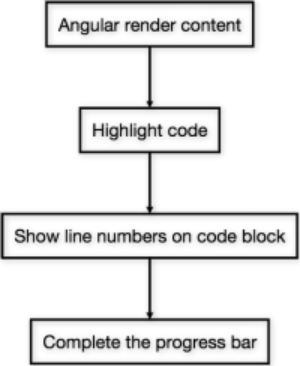 Angular render content
Highlight code
Show line numbers on code block
Complete the progress bar